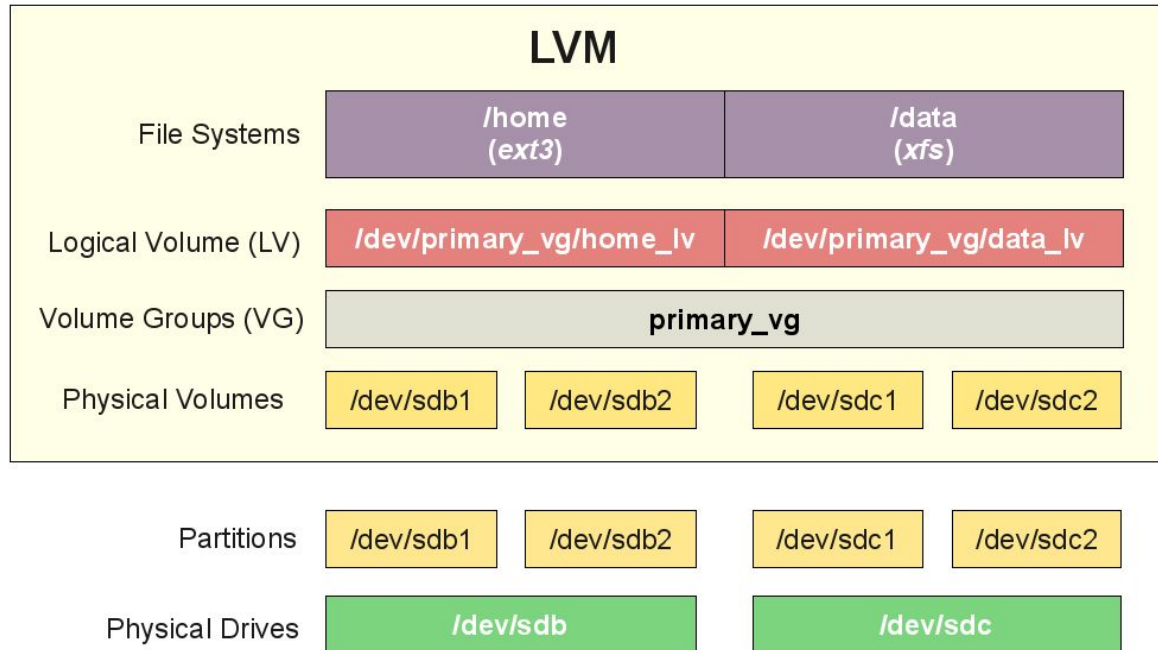 LVM
File Systems
/home
(ext3)
/data
(xfs)
Logical Volume (LV)
/dev/primary_vg/home_lv
/dev/primary_vg/data_lv
Volume Groups (VG)
primary_vg
Physical Volumes
/dev/sdb1
/dev/sdb2
/dev/sdc1
/dev/sdc2
Partitions
/dev/sdb1
/dev/sdb2
/dev/sdc1
/dev/sdc2
Physical Drives
/dev/sdb
/dev/sdc